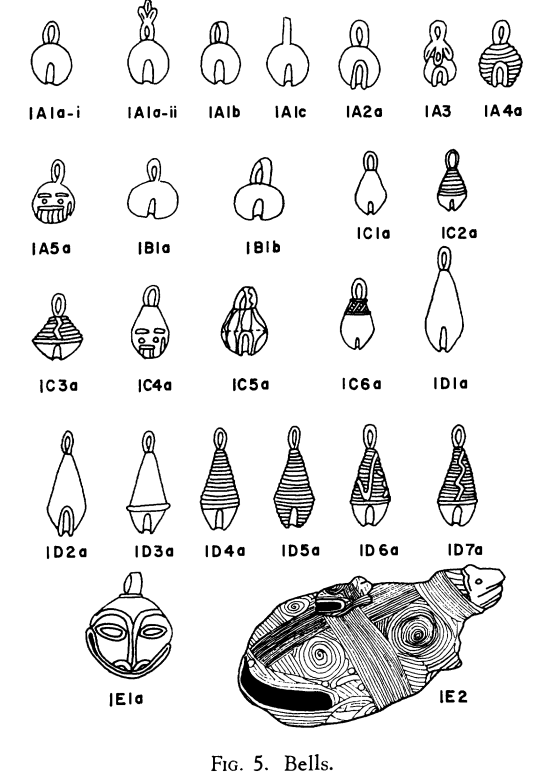 IA1a-i IA1a-ii IA1b IA1c IA2a IA3 IA4a
IA5a IB1a IB1b IC1a IC2a
IC3a IC4a IC5a IC6a ID1a
ID2a ID3a ID4a ID5a ID6a ID7a
IE1a IE2
FIG. 5. Bells.